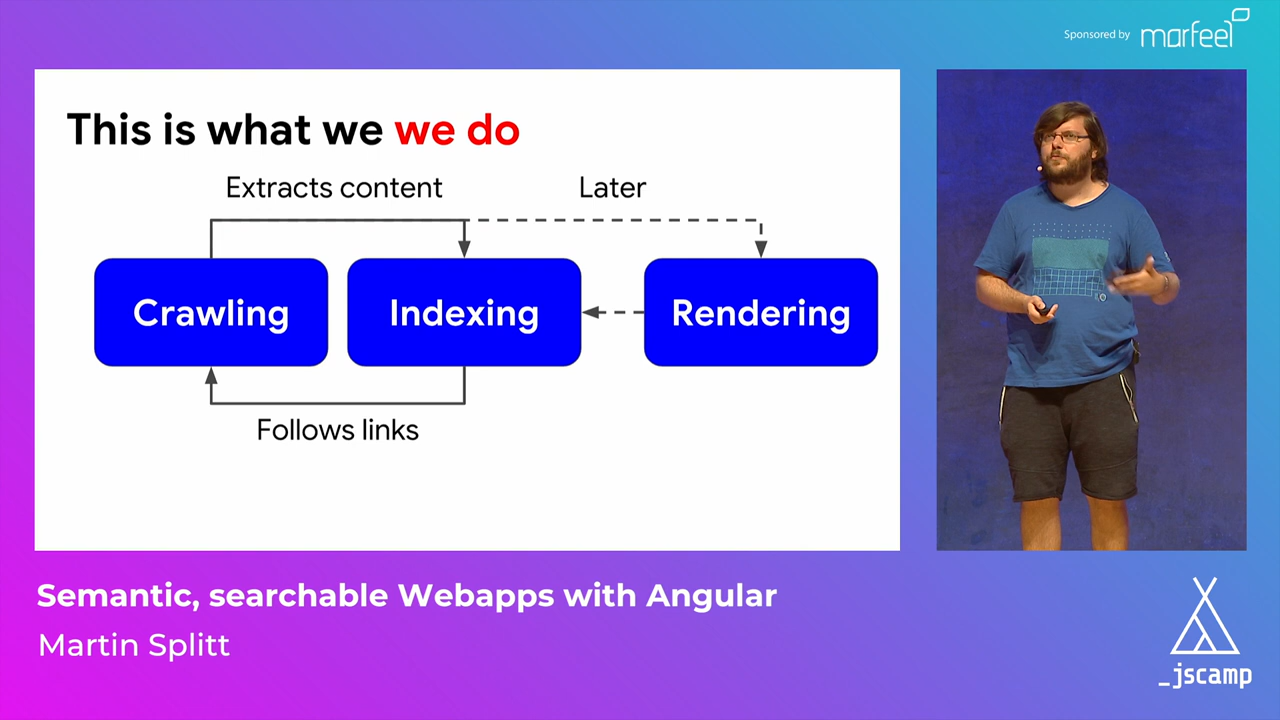 Sponsored by marfeel
This is what we we do
Extracts content
Later
Crawling
Indexing
Rendering
Follows links
Semantic, searchable Webapps with Angular
Martin Splitt
_jscamp